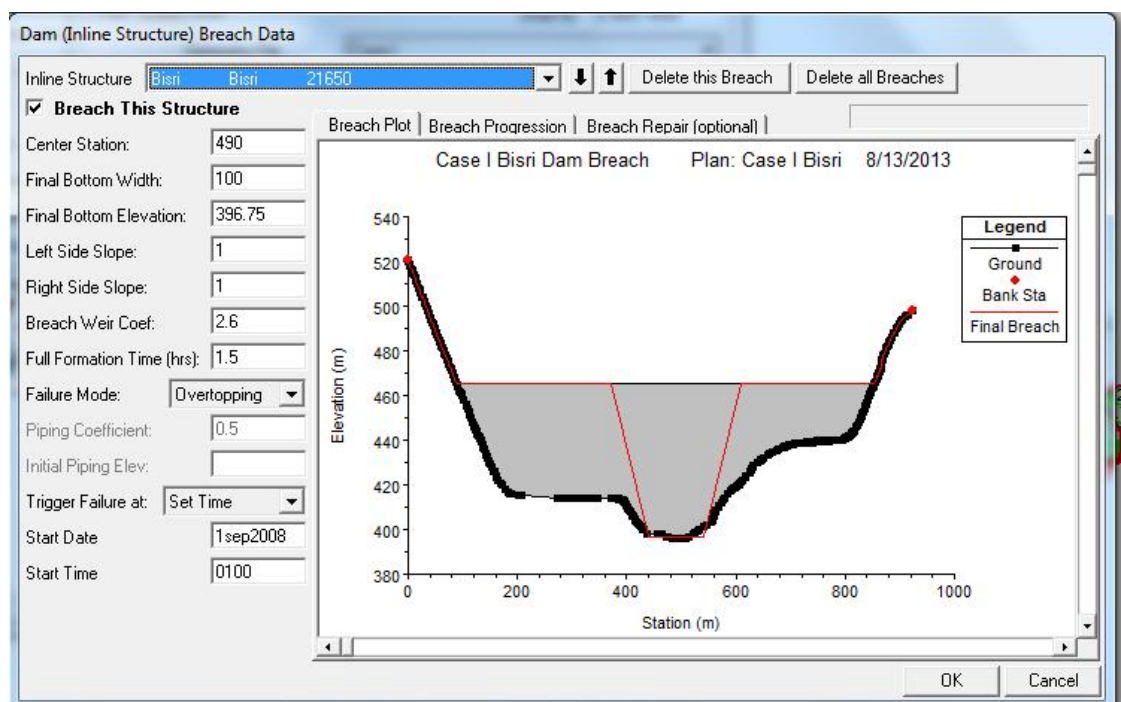 Dam (Inline Structure) Breach Data
Inline Structure Bisri Bisri 21650 Delete this Breach Delete all Breaches
Breach This Structure
Breach Plot Breach Progression Breach Repair (optional)
Center Station: 490
Final Bottom Width: 100
Final Bottom Elevation: 396.75
Left Side Slope: 1
Right Side Slope: 1
Breach Weir Coef: 2.6
Full Formation Time (hrs): 1.5
Failure Mode: Overtopping
Piping Coefficient: 0.5
Initial Piping Elev:
Trigger Failure at: Set Time
Start Date 1sep2008
Start Time 0100
Case I Bisri Dam Breach Plan: Case I Bisri 8/13/2013
540
520
500
480
460
440
420
400
380
Elevation (m)
0 200 400 600 800 1000
Station (m)
Legend
Ground
Bank Sta
Final Breach
OK Cancel